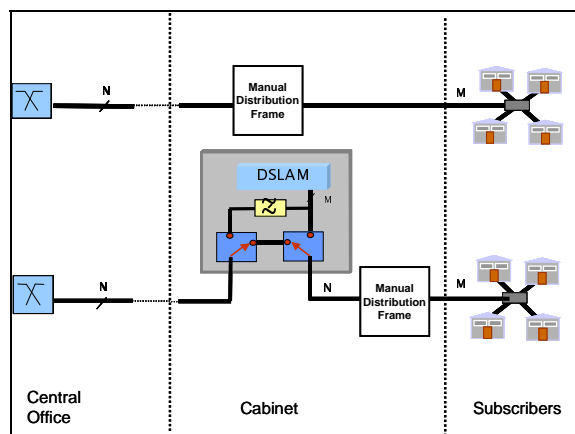 N
Manual
Distribution
Frame
M
DSLAM
M
N
N
Manual
Distribution
Frame
M
Central
Office
Cabinet
Subscribers